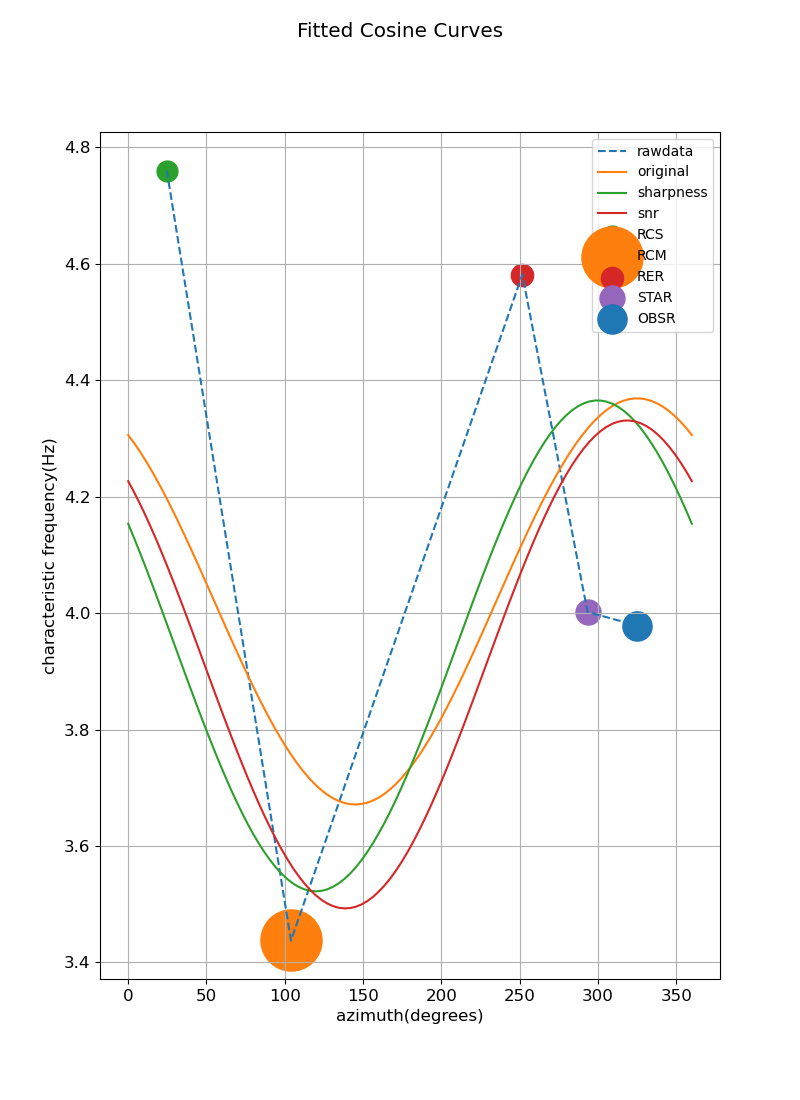 Fitted Cosine Curves
4.8
4.6
4.4
4.2
4.0
3.8
3.6
3.4
characteristic frequency(Hz)
rawdata
original
sharpness
snr
RCS
RCM
RER
STAR
OBSR
0 50 100 150 200 250 300 350
azimuth(degrees)